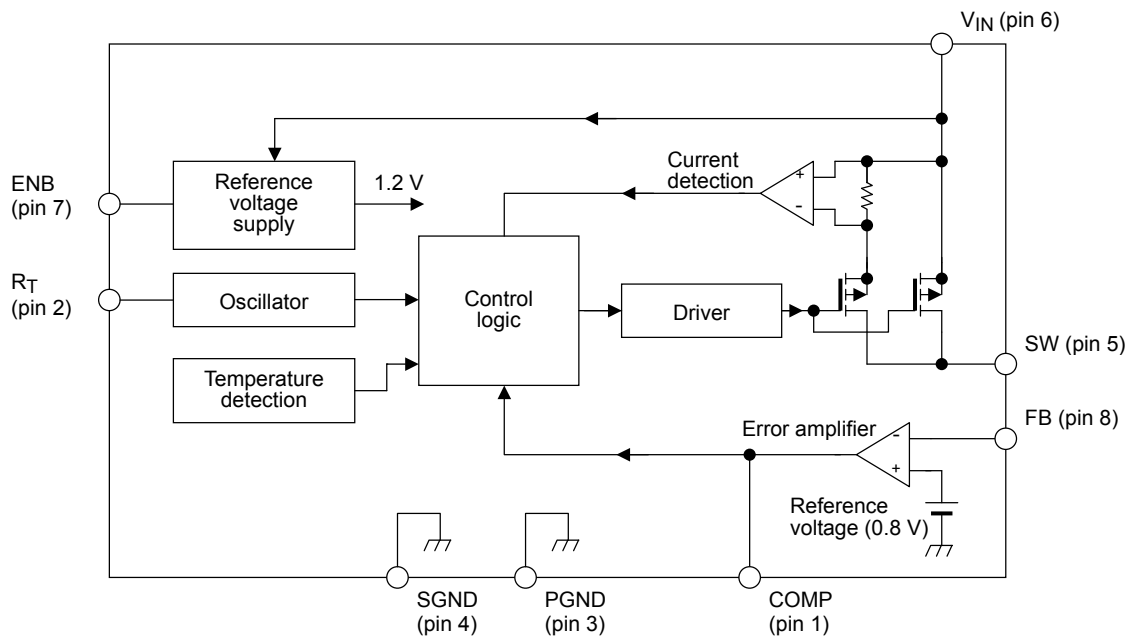 VIN (pin 6)
ENB
(pin 7)
Reference
voltage
supply
1.2 V
Current
detection
+
-
RT
(pin 2)
Oscillator
Control
logic
Driver
SW (pin 5)
Temperature
detection
FB (pin 8)
Error amplifier
-
+
Reference
voltage (0.8 V)
SGND
(pin 4)
PGND
(pin 3)
COMP
(pin 1)